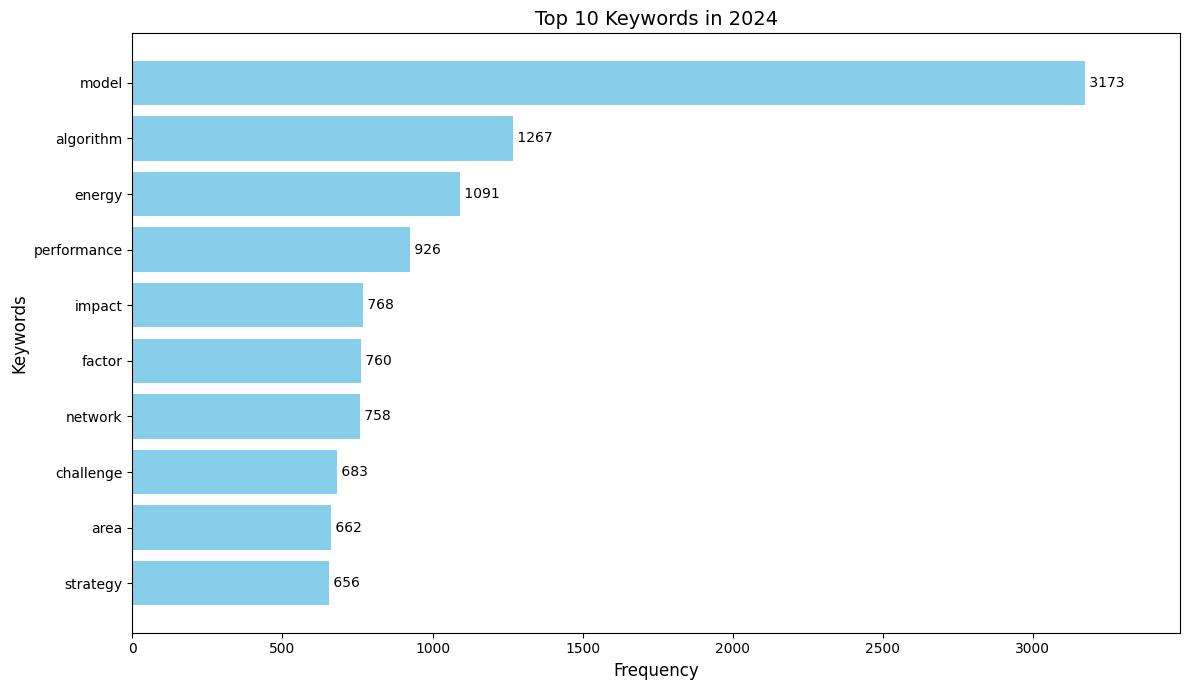 Top 10 Keywords in 2024
Keywords
model 3173
algorithm 1267
energy 1091
performance 926
impact 768
factor 760
network 758
challenge 683
area 662
strategy 656
0 500 1000 1500 2000 2500 3000
Frequency